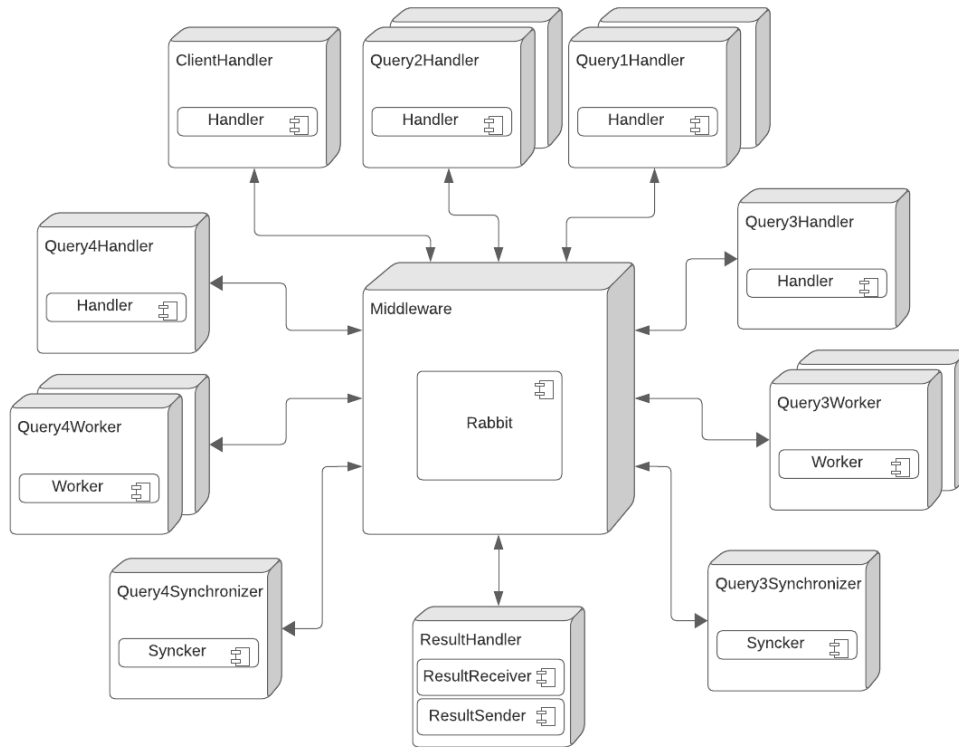 ClientHandler
Handler
Query2Handler
Handler
Query1Handler
Handler
Query4Handler
Handler
Query3Handler
Handler
Middleware
Rabbit
Query4Worker
Worker
Query3Worker
Worker
Query4Synchronizer
Syncker
Query3Synchronizer
Syncker
ResultHandler
ResultReceiver
ResultSender